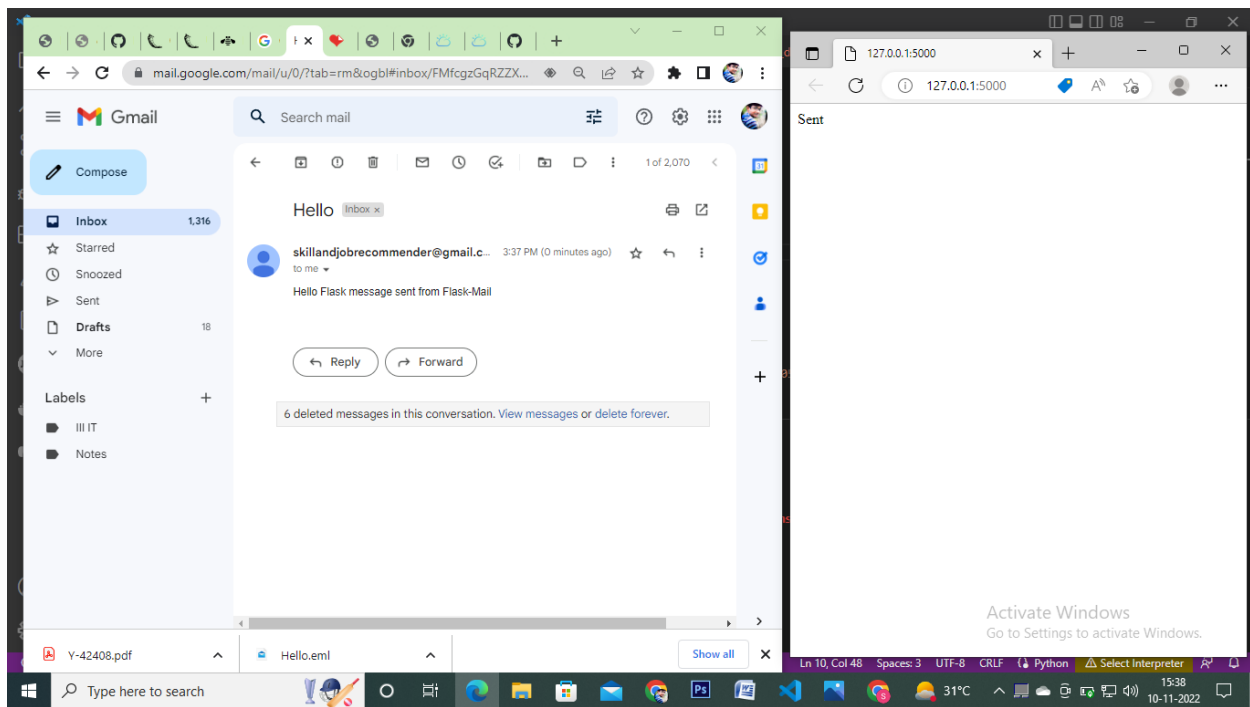 mail.google.com/mail/u/0/?tab=rm&ogbl#inbox/FMfcgzGqRZZX...
Gmail
Search mail
Compose
1 of 2,070
Inbox 1,316
Starred
Snoozed
Sent
Drafts 18
More
Labels
III IT
Notes
Hello Inbox ×
skillandjobrecommender@gmail.c... 3:37 PM (0 minutes ago)
to me
Hello Flask message sent from Flask-Mail
Reply Forward
6 deleted messages in this conversation. View messages or delete forever.
Y-42408.pdf
Hello.eml
Show all
127.0.0.1:5000
127.0.0.1:5000
Sent
Activate Windows
Go to Settings to activate Windows.
Ln 10, Col 48 Spaces: 3 UTF-8 CRLF Python Select Interpreter
Type here to search
Ps
31°C
15:38
10-11-2022